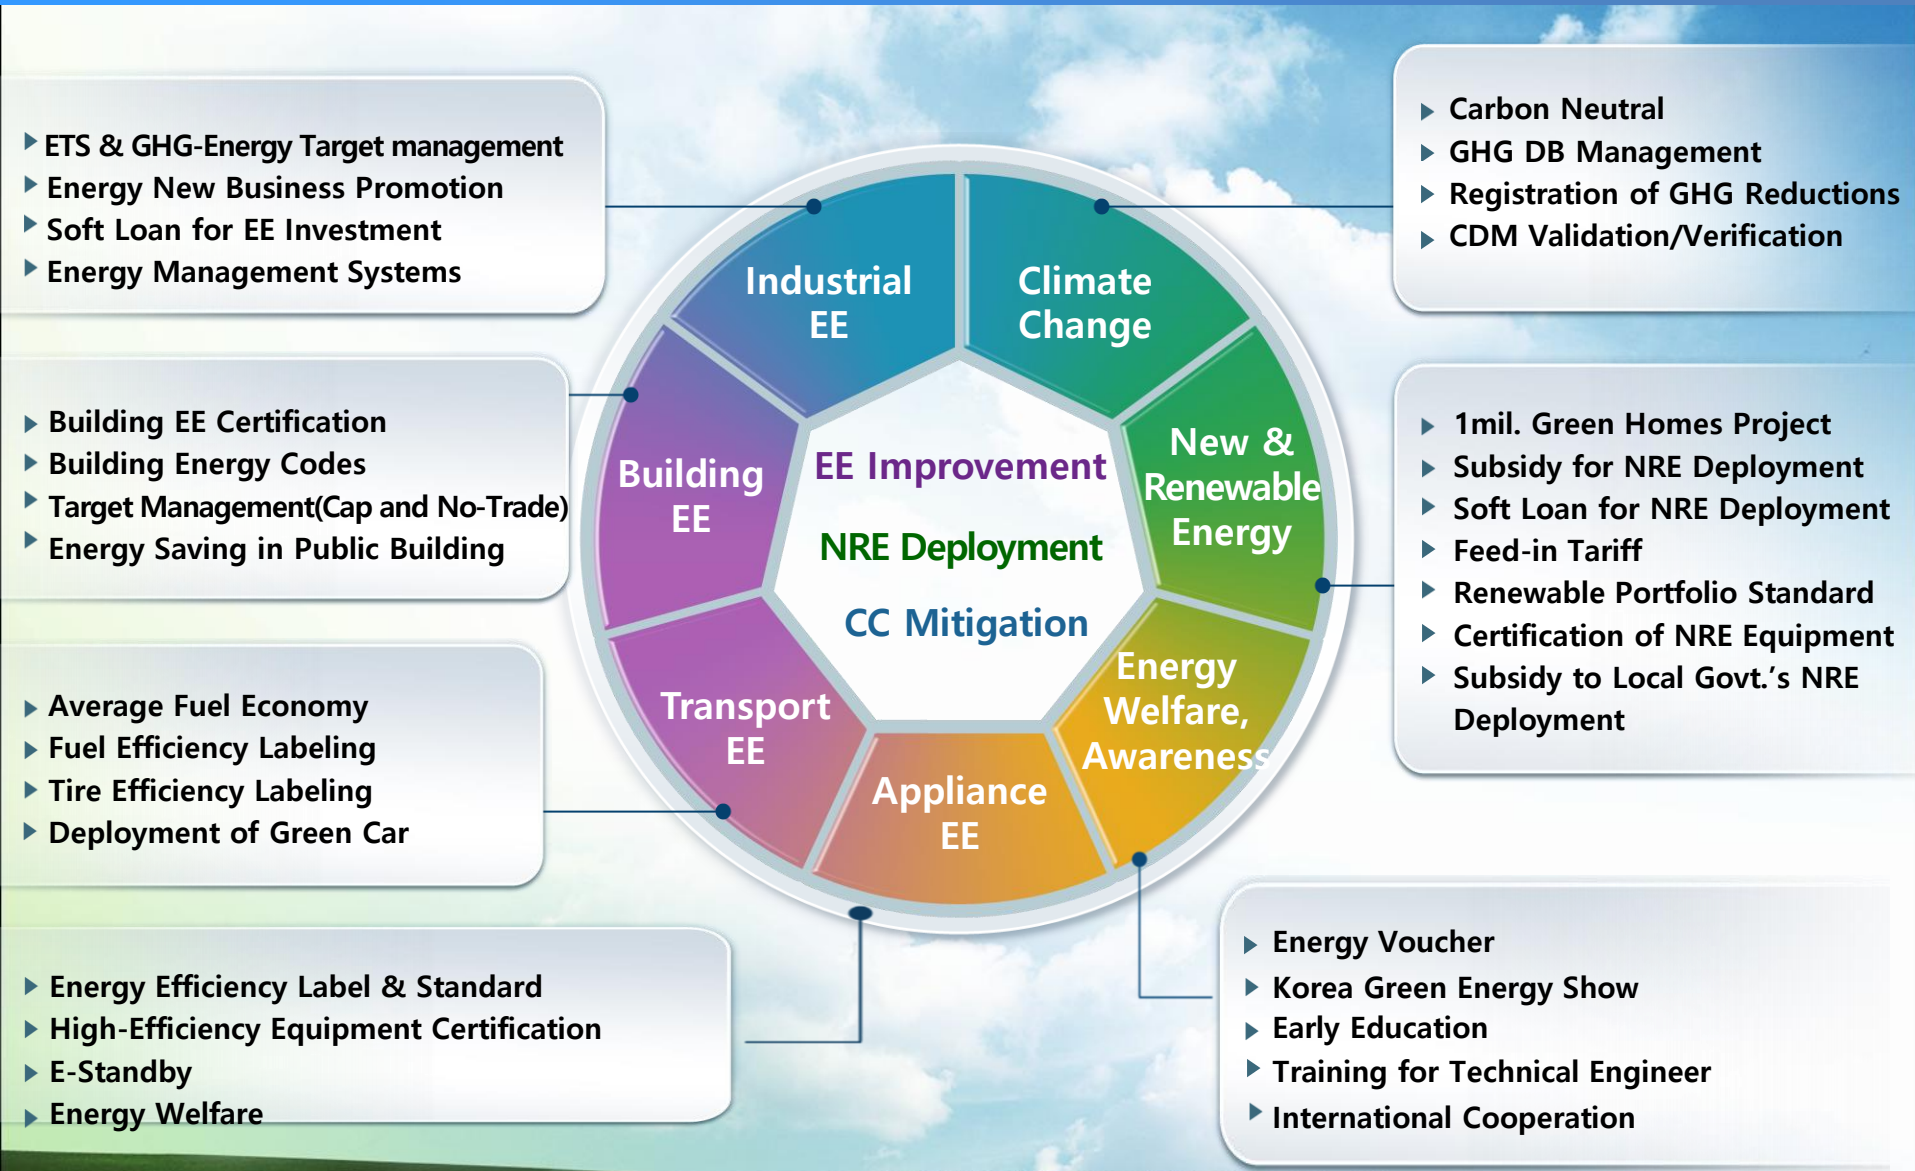 ETS & GHG-Energy Target management
Energy New Business Promotion
Soft Loan for EE Investment
Energy Management Systems
Building EE Certification
Building Energy Codes
Target Management(Cap and No-Trade)
Energy Saving in Public Building
Average Fuel Economy
Fuel Efficiency Labeling
Tire Efficiency Labeling
Deployment of Green Car
Energy Efficiency Label & Standard
High-Efficiency Equipment Certification
E-Standby
Energy Welfare
Industrial
EE
Climate
Change
Building
EE
New &
Renewable
Energy
Transport
EE
Energy
Welfare,
Awareness
Appliance
EE
EE Improvement
NRE Deployment
CC Mitigation
Carbon Neutral
GHG DB Management
Registration of GHG Reductions
CDM Validation/Verification
1mil. Green Homes Project
Subsidy for NRE Deployment
Soft Loan for NRE Deployment
Feed-in Tariff
Renewable Portfolio Standard
Certification of NRE Equipment
Subsidy to Local Govt.’s NRE
Deployment
Energy Voucher
Korea Green Energy Show
Early Education
Training for Technical Engineer
International Cooperation